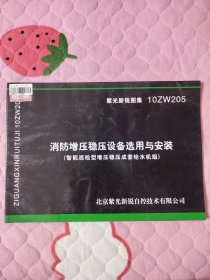 紫光新锐图集 10ZW205
ZIGUANGXINRUITUJI 10ZW205
消防增压稳压设备选用与安装
(智能巡检型增压稳压成套给水机组)
北京紫光新锐自控技术有限公司